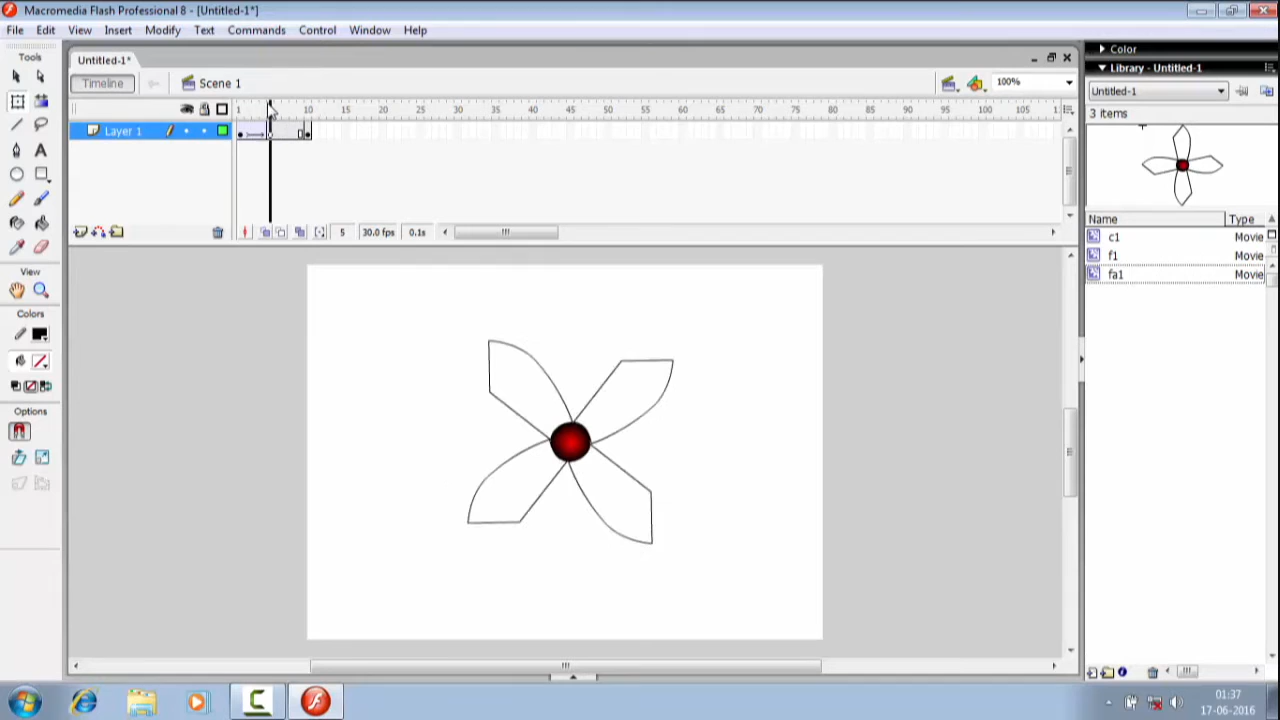 Macromedia Flash Professional 8 - [Untitled-1*]
File Edit View Insert Modify Text Commands Control Window Help
Tools
Untitled-1*
Timeline
Scene 1
100%
1 10 15 20 25 30 35 40 45 50 55 60 65 70 75 80 85 90 95 100 105 1
Layer 1
5 30.0 fps 0.1s
View
Colors
Options
Color
Library - Untitled-1
Untitled-1
3 items
Name Type
c1 Movie
f1 Movie
fa1 Movie
01:37
17-06-2016